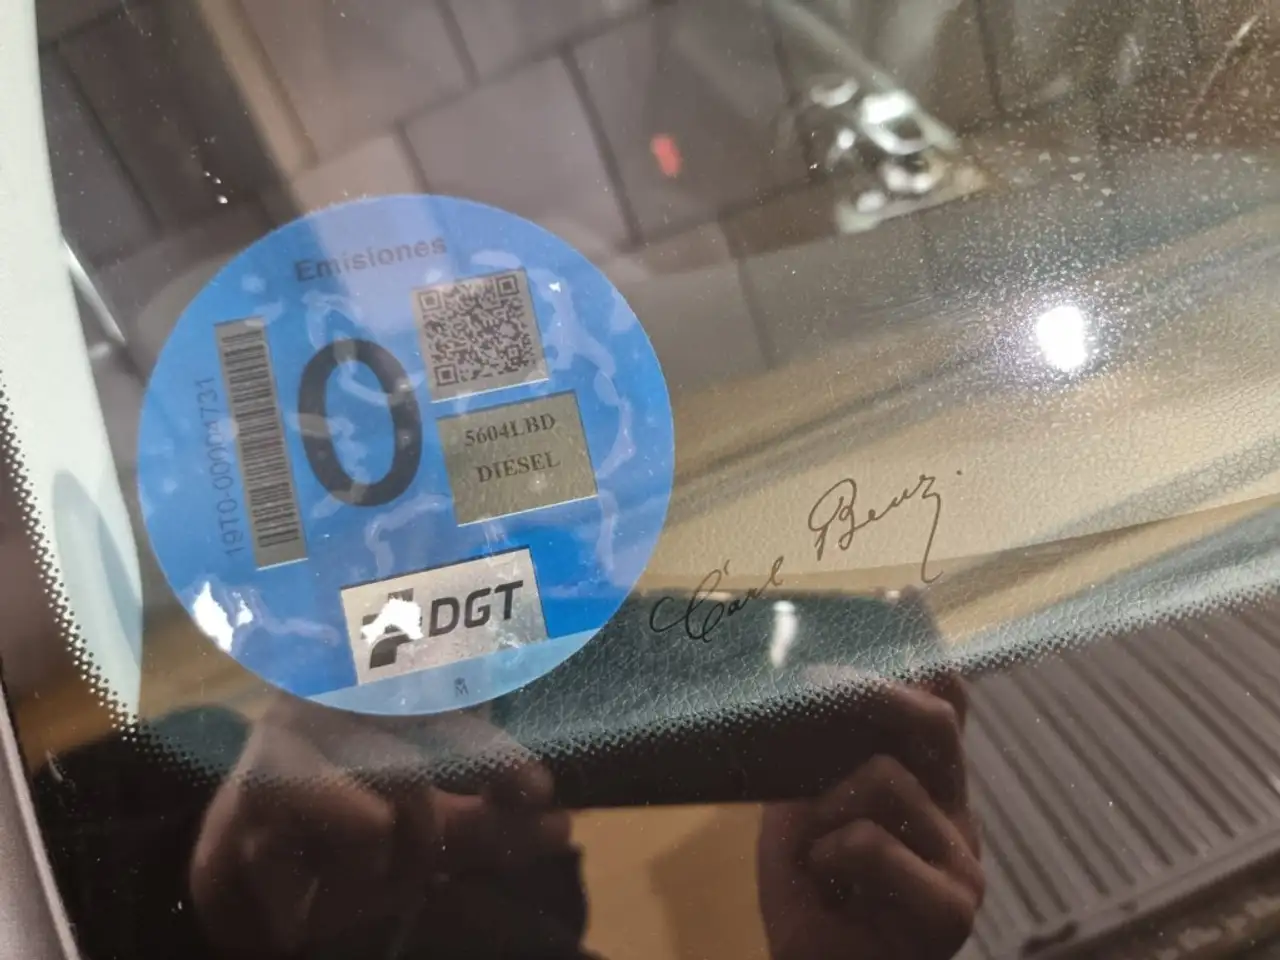 Emisiones
19T0-00004731
0
5604LBD
DIESEL
DGT
M
Carl Benz.